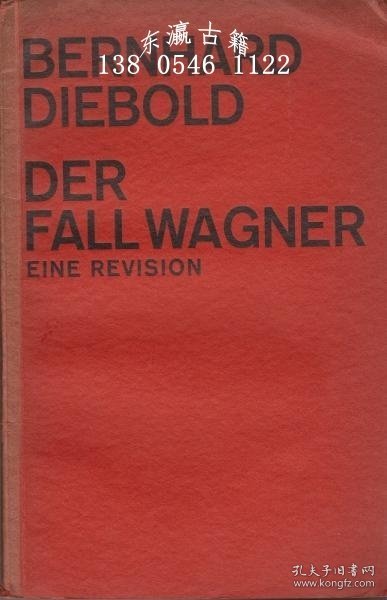 BERNHARD
东瀛古籍
138 0546 1122
DIEBOLD
DER
FALL WAGNER
EINE REVISION
孔夫子旧书网
www.kongfz.com